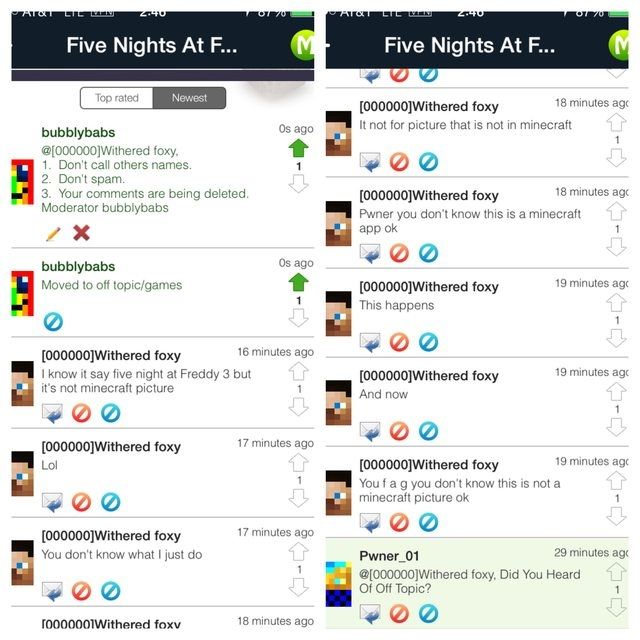 AT&T LTE VPN 2:46 87%
Five Nights At F...
M
Top rated Newest
bubblybabs 0s ago
@[000000]Withered foxy,
1. Don't call others names.
2. Don't spam.
3. Your comments are being deleted.
Moderator bubblybabs
1
bubblybabs 0s ago
Moved to off topic/games
1
[000000]Withered foxy 16 minutes ago
I know it say five night at Freddy 3 but
it's not minecraft picture
1
[000000]Withered foxy 17 minutes ago
Lol
1
[000000]Withered foxy 17 minutes ago
You don't know what I just do
1
[000000]Withered foxy 18 minutes ago
AT&T LTE VPN 2:46 87%
Five Nights At F...
M
[000000]Withered foxy 18 minutes ago
It not for picture that is not in minecraft
1
[000000]Withered foxy 18 minutes ago
Pwner you don't know this is a minecraft
app ok
1
[000000]Withered foxy 19 minutes ago
This happens
1
[000000]Withered foxy 19 minutes ago
And now
1
[000000]Withered foxy 19 minutes ago
You f a g you don't know this is not a
minecraft picture ok
1
Pwner_01 29 minutes ago
@[000000]Withered foxy, Did You Heard
Of Off Topic?
1